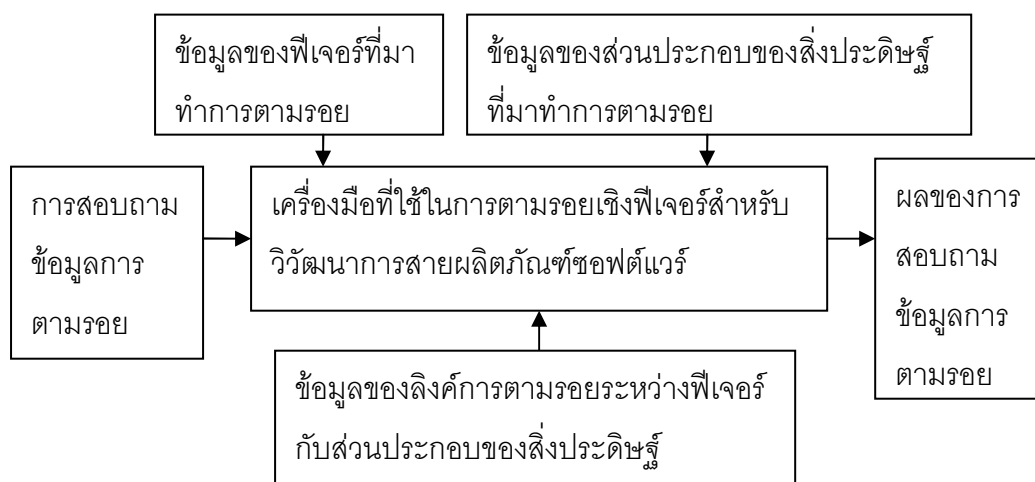 ข้อมูลของฟีเจอร์ที่มา
ทำการตามรอย
ข้อมูลของส่วนประกอบของสิ่งประดิษฐ์
ที่มาทำการตามรอย
การสอบถาม
ข้อมูลการ
ตามรอย
เครื่องมือที่ใช้ในการตามรอยเชิงฟีเจอร์สำหรับ
วิวัฒนาการสายผลิตภัณฑ์ซอฟต์แวร์
ผลของการ
สอบถาม
ข้อมูลการ
ตามรอย
ข้อมูลของลิงค์การตามรอยระหว่างฟีเจอร์
กับส่วนประกอบของสิ่งประดิษฐ์